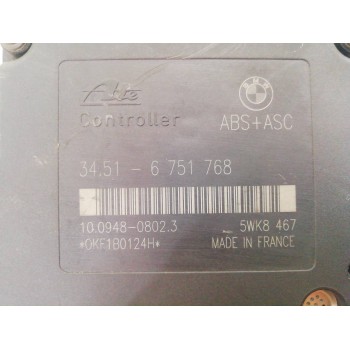 Ate
Controller
ABS+ASC
34.51 - 6 751 768
10.0948-0802.3
5WK8 467
*OKF1B0124H*
MADE IN FRANCE